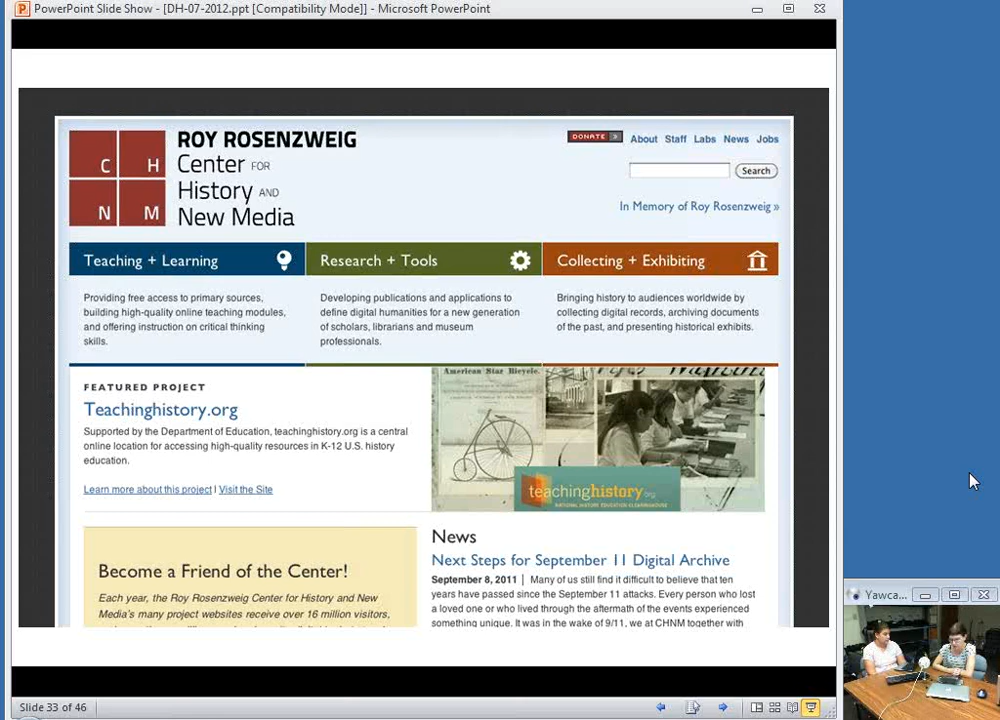 PowerPoint Slide Show - [DH-07-2012.ppt [Compatibility Mode]] - Microsoft PowerPoint
C H
N M
ROY ROSENZWEIG
Center FOR
History AND
New Media
DONATE >
About Staff Labs News Jobs
Search
In Memory of Roy Rosenzweig »
Teaching + Learning
Research + Tools
Collecting + Exhibiting
Providing free access to primary sources,
building high-quality online teaching modules,
and offering instruction on critical thinking
skills.
Developing publications and applications to
define digital humanities for a new generation
of scholars, librarians and museum
professionals.
Bringing history to audiences worldwide by
collecting digital records, archiving documents
of the past, and presenting historical exhibits.
FEATURED PROJECT
Teachinghistory.org
Supported by the Department of Education, teachinghistory.org is a central
online location for accessing high-quality resources in K-12 U.S. history
education.
Learn more about this project | Visit the Site
American Star Bicycle.
teachinghistory.org
NATIONAL HISTORY EDUCATION CLEARINGHOUSE
Become a Friend of the Center!
Each year, the Roy Rosenzweig Center for History and New
Media's many project websites receive over 16 million visitors,
News
Next Steps for September 11 Digital Archive
September 8, 2011 | Many of us still find it difficult to believe that ten
years have passed since the September 11 attacks. Every person who lost
a loved one or who lived through the aftermath of the events experienced
something unique. It was in the wake of 9/11, we at CHNM together with
Yawca...
Slide 33 of 46